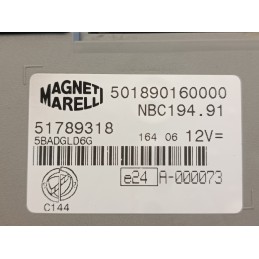 MAGNETI
MARELLI
501890160000
NBC194.91
51789318
164 06 12V=
5BADGLD6G
e24 A-000073
C144